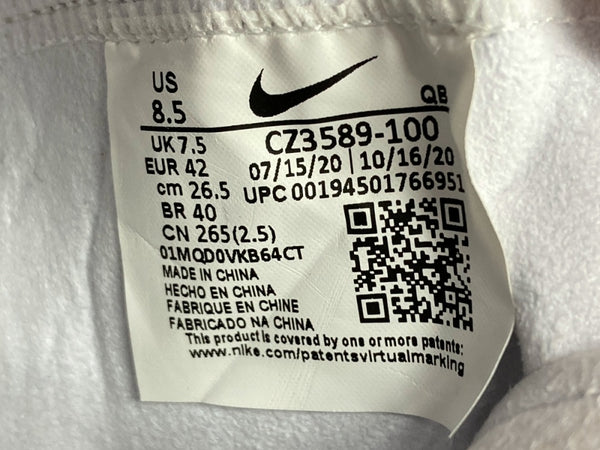 US
8.5
QB
UK 7.5
CZ3589-100
EUR 42
07/15/20 | 10/16/20
cm 26.5
UPC 00194501766951
BR 40
CN 265(2.5)
01MQD0VKB64CT
MADE IN CHINA
HECHO EN CHINA
FABRIQUE EN CHINE
FABRICADO NA CHINA
This product is covered by one or more patents:
www.nike.com/patentsvirtualmarking